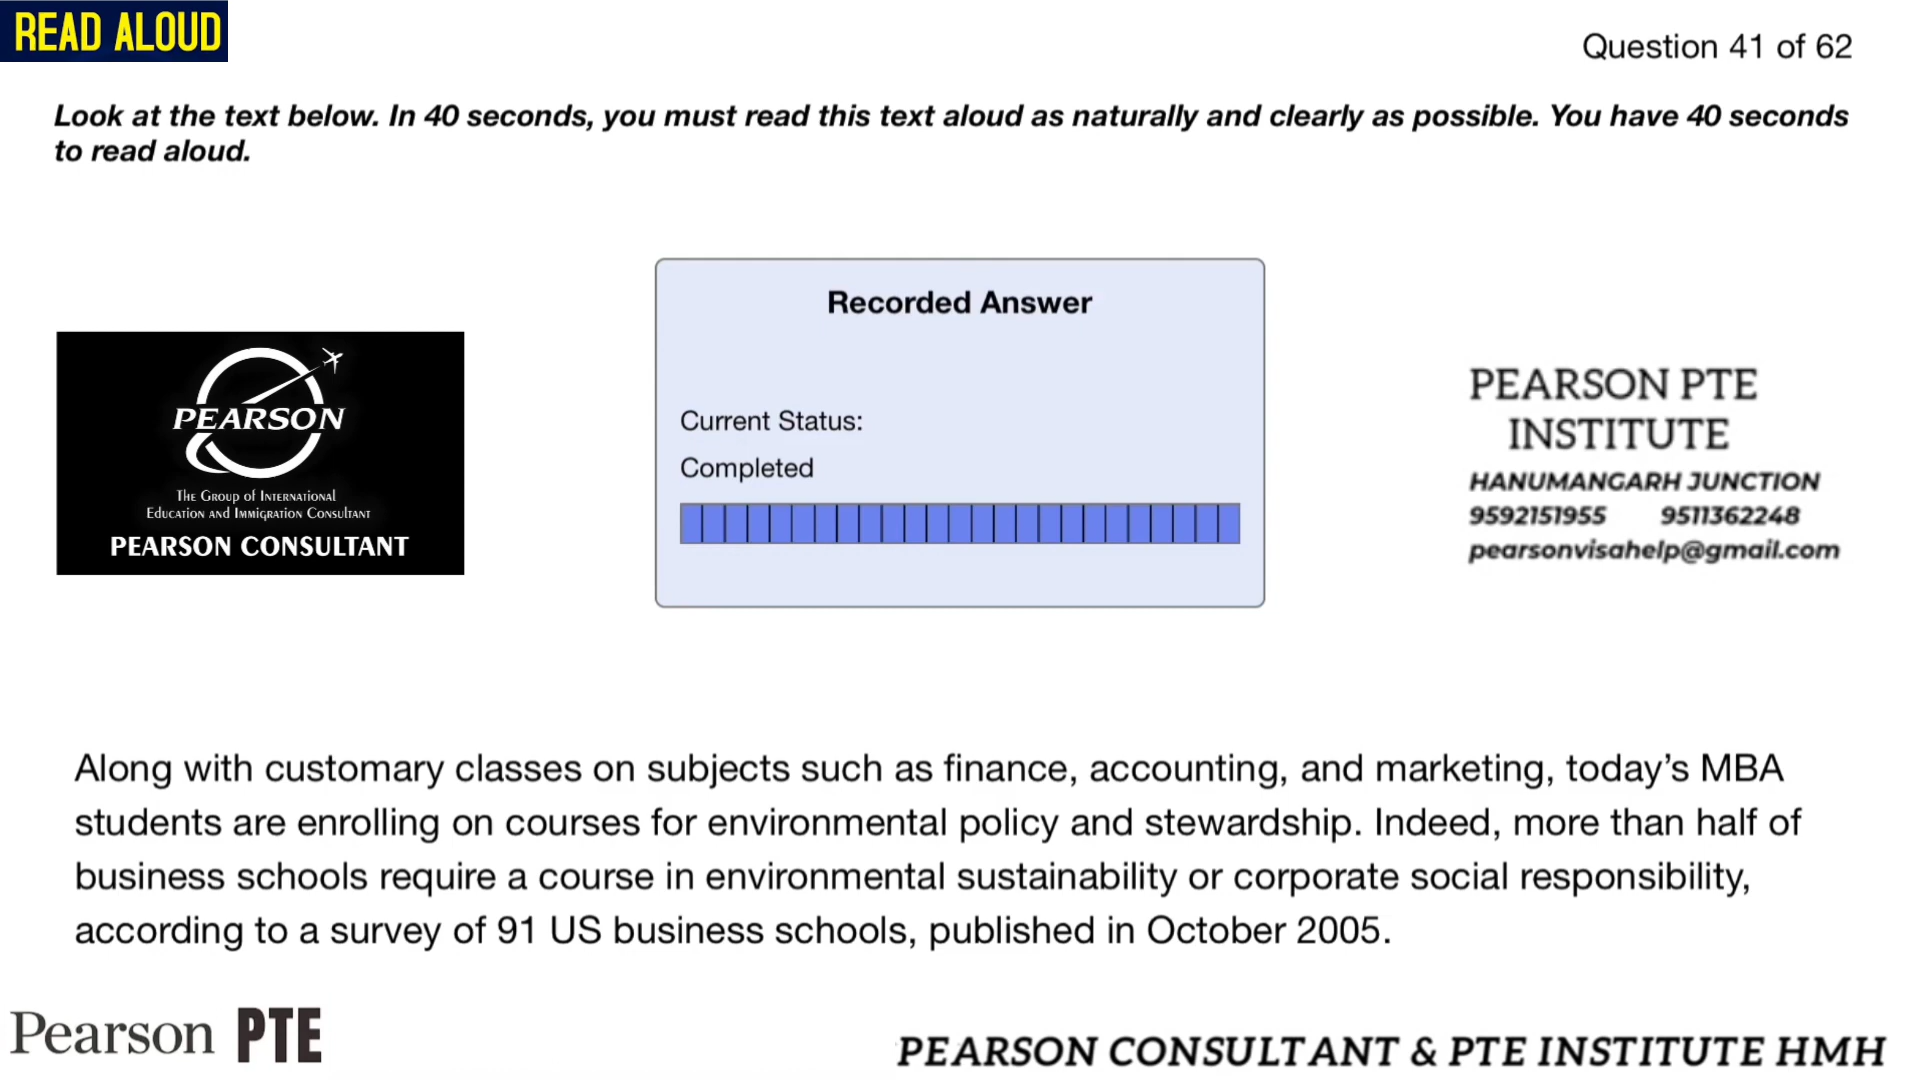 READ ALOUD
Question 41 of 62
Look at the text below. In 40 seconds, you must read this text aloud as naturally and clearly as possible. You have 40 seconds
to read aloud.
Recorded Answer
Current Status:
Completed
PEARSON
The Group of International
Education and Immigration Consultant
PEARSON CONSULTANT
PEARSON PTE
INSTITUTE
HANUMANGARH JUNCTION
9592151955 9511362248
pearsonvisahelp@gmail.com
Along with customary classes on subjects such as finance, accounting, and marketing, today’s MBA
students are enrolling on courses for environmental policy and stewardship. Indeed, more than half of
business schools require a course in environmental sustainability or corporate social responsibility,
according to a survey of 91 US business schools, published in October 2005.
Pearson PTE
PEARSON CONSULTANT & PTE INSTITUTE HMH